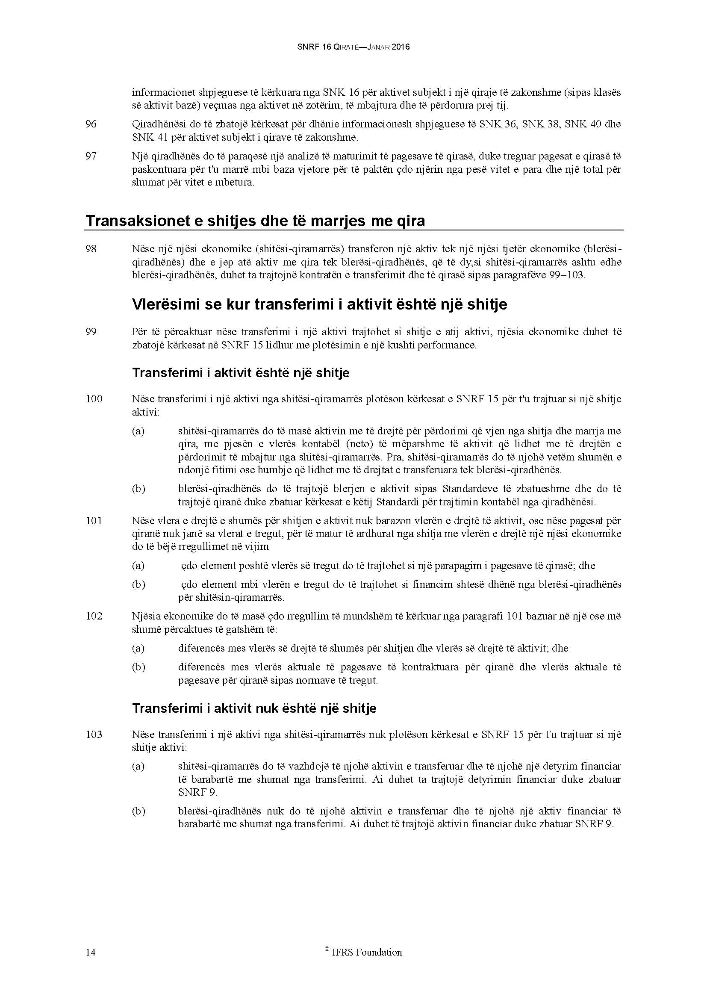 SNRF 16 QIRATË—JANAR 2016
informacionet shpjeguese të kërkuara nga SNK 16 për aktivet subjekt i një qiraje të zakonshme (sipas klasës
së aktivit bazë) veçmas nga aktivet në zotërim, të mbajtura dhe të përdorura prej tij.
96 Qiradhënësi do të zbatojë kërkesat për dhënie informacionesh shpjeguese të SNK 36, SNK 38, SNK 40 dhe
SNK 41 për aktivet subjekt i qirave të zakonshme.
97 Një qiradhënës do të paraqesë një analizë të maturimit të pagesave të qirasë, duke treguar pagesat e qirasë të
paskontuara për t'u marrë mbi baza vjetore për të paktën çdo njërin nga pesë vitet e para dhe një total për
shumat për vitet e mbetura.
Transaksionet e shitjes dhe të marrjes me qira
98 Nëse një njësi ekonomike (shitësi-qiramarrës) transferon një aktiv tek një njësi tjetër ekonomike (blerësi-
qiradhënës) dhe e jep atë aktiv me qira tek blerësi-qiradhënës, që të dy,si shitësi-qiramarrës ashtu edhe
blerësi-qiradhënës, duhet ta trajtojnë kontratën e transferimit dhe të qirasë sipas paragrafëve 99–103.
Vlerësimi se kur transferimi i aktivit është një shitje
99 Për të përcaktuar nëse transferimi i një aktivi trajtohet si shitje e atij aktivi, njësia ekonomike duhet të
zbatojë kërkesat në SNRF 15 lidhur me plotësimin e një kushti performance.
Transferimi i aktivit është një shitje
100 Nëse transferimi i një aktivi nga shitësi-qiramarrës plotëson kërkesat e SNRF 15 për t'u trajtuar si një shitje
aktivi:
(a) shitësi-qiramarrës do të masë aktivin me të drejtë për përdorimi që vjen nga shitja dhe marrja me
qira, me pjesën e vlerës kontabël (neto) të mëparshme të aktivit që lidhet me të drejtën e
përdorimit të mbajtur nga shitësi-qiramarrës. Pra, shitësi-qiramarrës do të njohë vetëm shumën e
ndonjë fitimi ose humbje që lidhet me të drejtat e transferuara tek blerësi-qiradhënës.
(b) blerësi-qiradhënës do të trajtojë blerjen e aktivit sipas Standardeve të zbatueshme dhe do të
trajtojë qiranë duke zbatuar kërkesat e këtij Standardi për trajtimin kontabël nga qiradhënësi.
101 Nëse vlera e drejtë e shumës për shitjen e aktivit nuk barazon vlerën e drejtë të aktivit, ose nëse pagesat për
qiranë nuk janë sa vlerat e tregut, për të matur të ardhurat nga shitja me vlerën e drejtë një njësi ekonomike
do të bëjë rregullimet në vijim
(a) çdo element poshtë vlerës së tregut do të trajtohet si një parapagim i pagesave të qirasë; dhe
(b) çdo element mbi vlerën e tregut do të trajtohet si financim shtesë dhënë nga blerësi-qiradhënës
për shitësin-qiramarrës.
102 Njësia ekonomike do të masë çdo rregullim të mundshëm të kërkuar nga paragrafi 101 bazuar në një ose më
shumë përcaktues të gatshëm të:
(a) diferencës mes vlerës së drejtë të shumës për shitjen dhe vlerës së drejtë të aktivit; dhe
(b) diferencës mes vlerës aktuale të pagesave të kontraktuara për qiranë dhe vlerës aktuale të
pagesave për qiranë sipas normave të tregut.
Transferimi i aktivit nuk është një shitje
103 Nëse transferimi i një aktivi nga shitësi-qiramarrës nuk plotëson kërkesat e SNRF 15 për t'u trajtuar si një
shitje aktivi:
(a) shitësi-qiramarrës do të vazhdojë të njohë aktivin e transferuar dhe të njohë një detyrim financiar
të barabartë me shumat nga transferimi. Ai duhet ta trajtojë detyrimin financiar duke zbatuar
SNRF 9.
(b) blerësi-qiradhënës nuk do të njohë aktivin e transferuar dhe të njohë një aktiv financiar të
barabartë me shumat nga transferimi. Ai duhet të trajtojë aktivin financiar duke zbatuar SNRF 9.
14 © IFRS Foundation